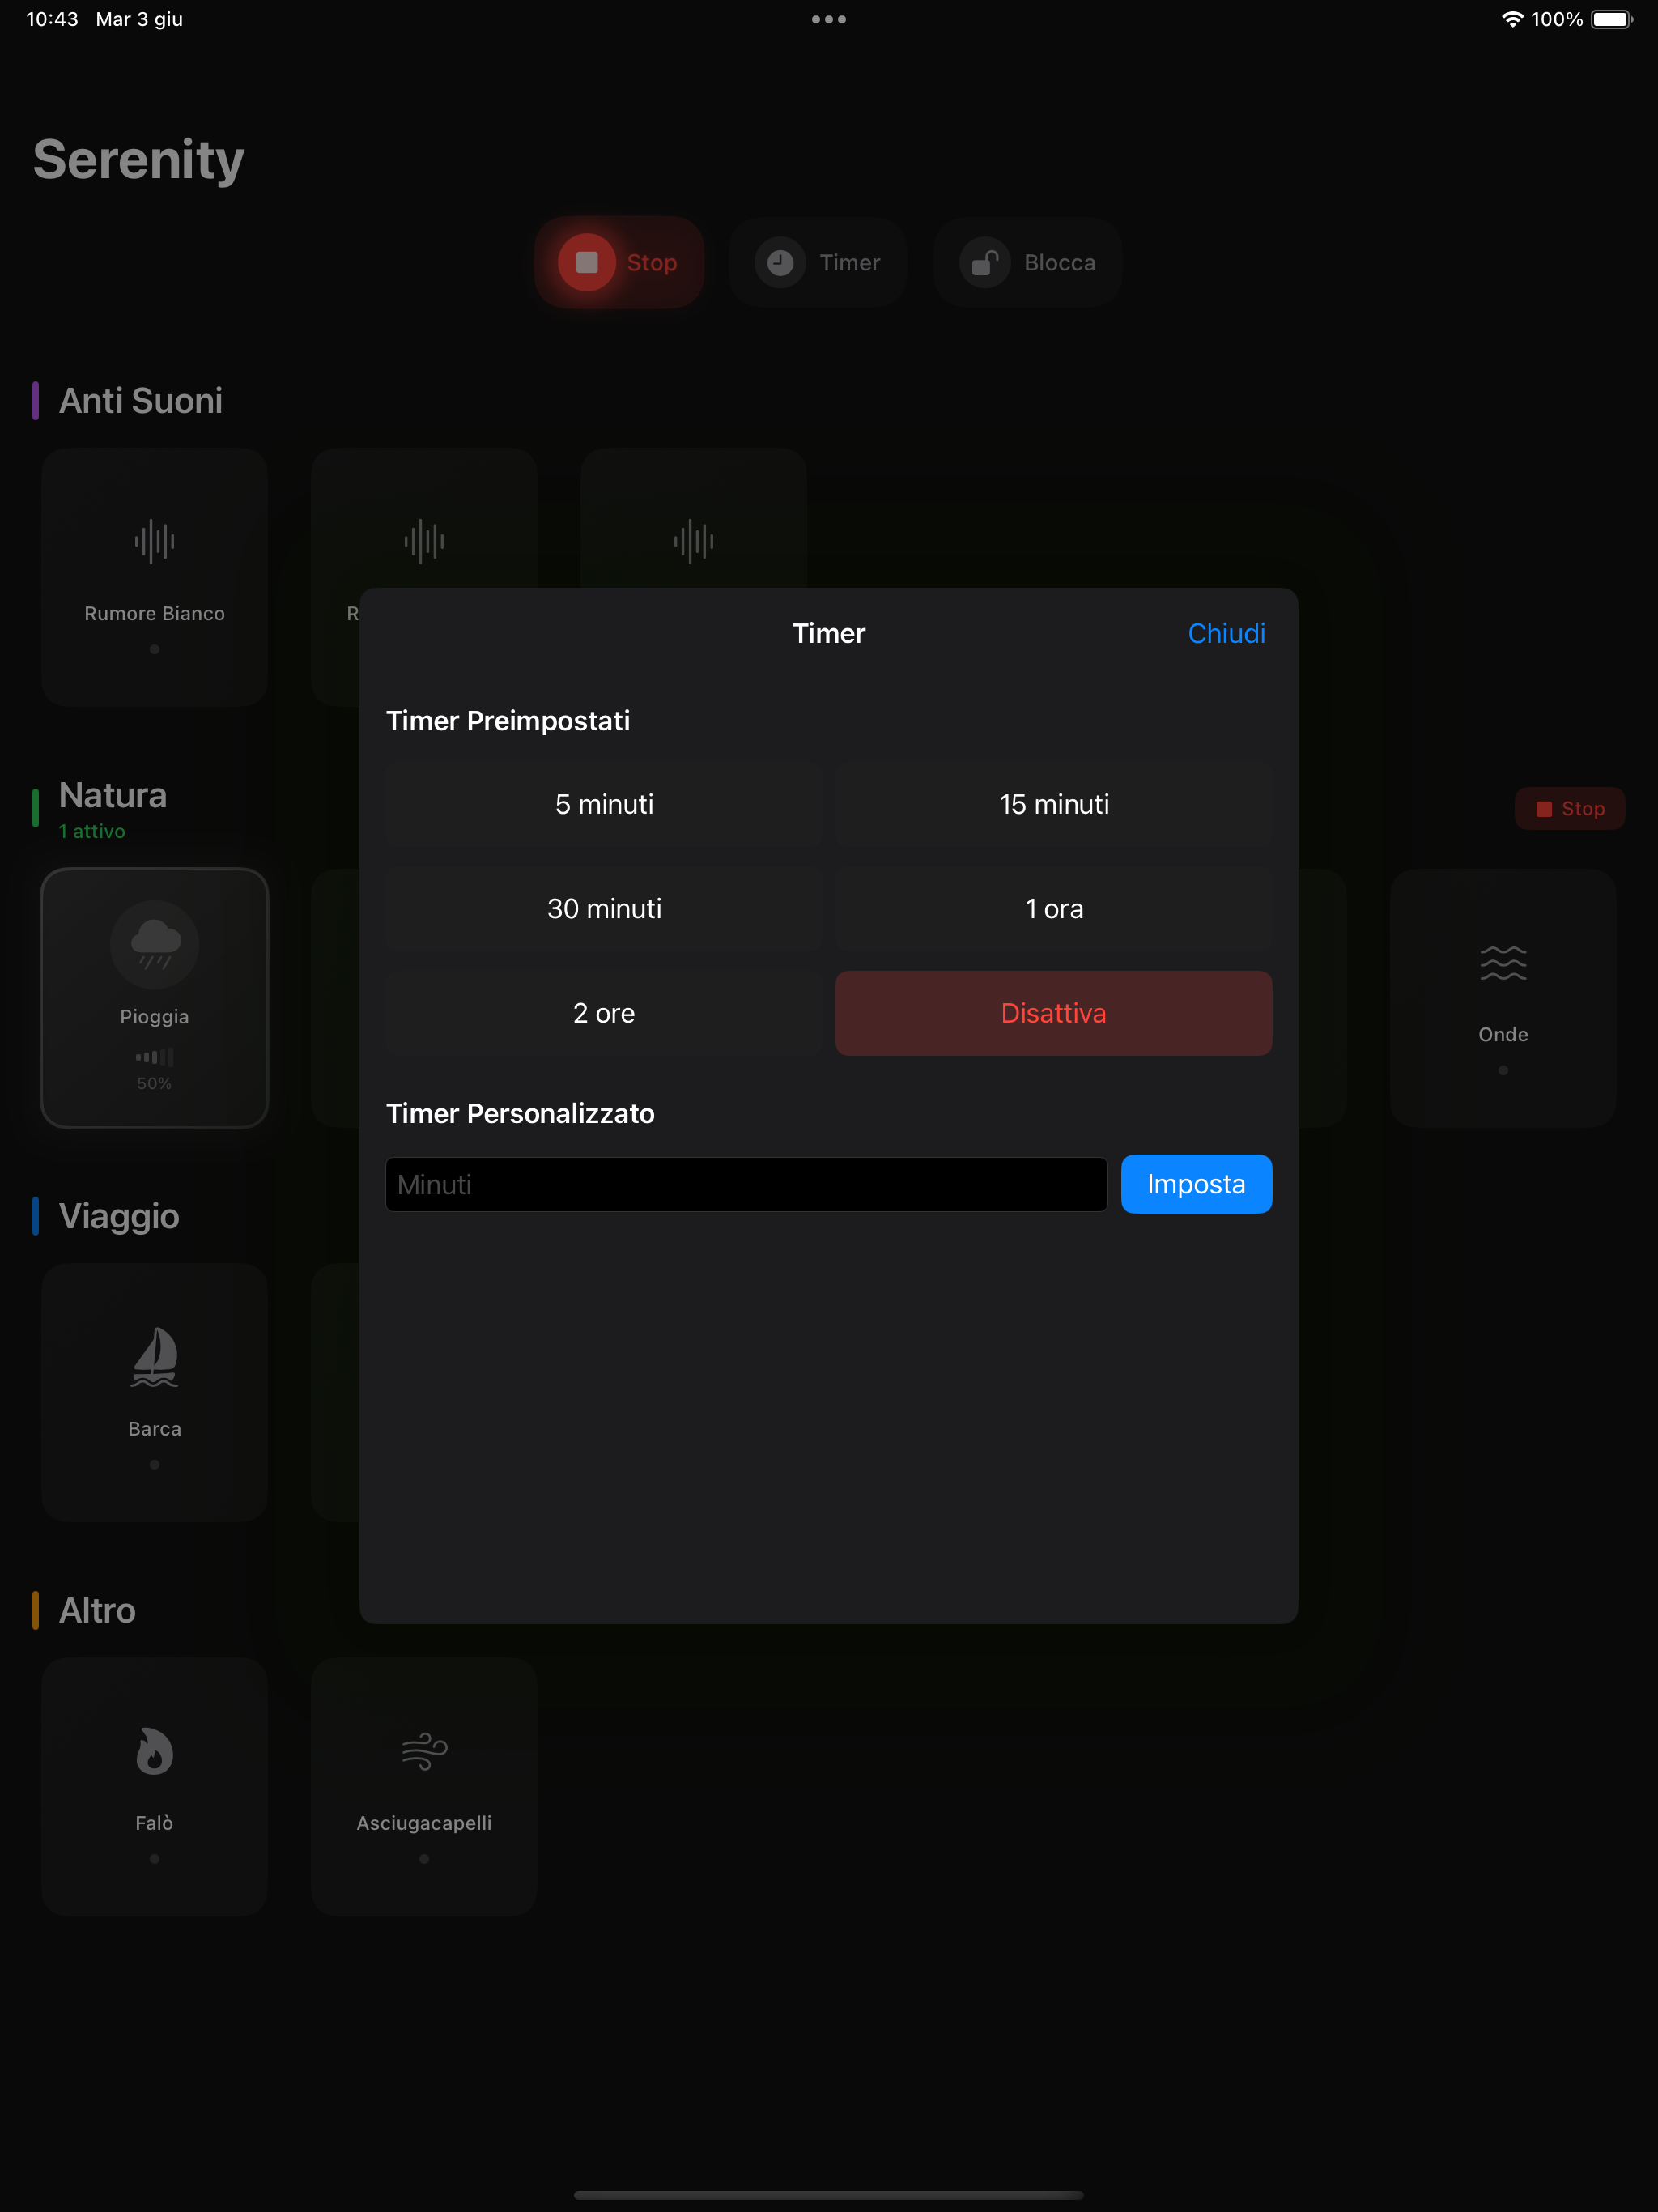 10:43 Mar 3 giu
100%
Serenity
Stop
Timer
Blocca
Anti Suoni
Rumore Bianco
R
Timer
Chiudi
Timer Preimpostati
5 minuti
15 minuti
30 minuti
1 ora
2 ore
Disattiva
Timer Personalizzato
Minuti
Imposta
Natura
1 attivo
Stop
Pioggia
50%
Onde
Viaggio
Barca
Altro
Falò
Asciugacapelli